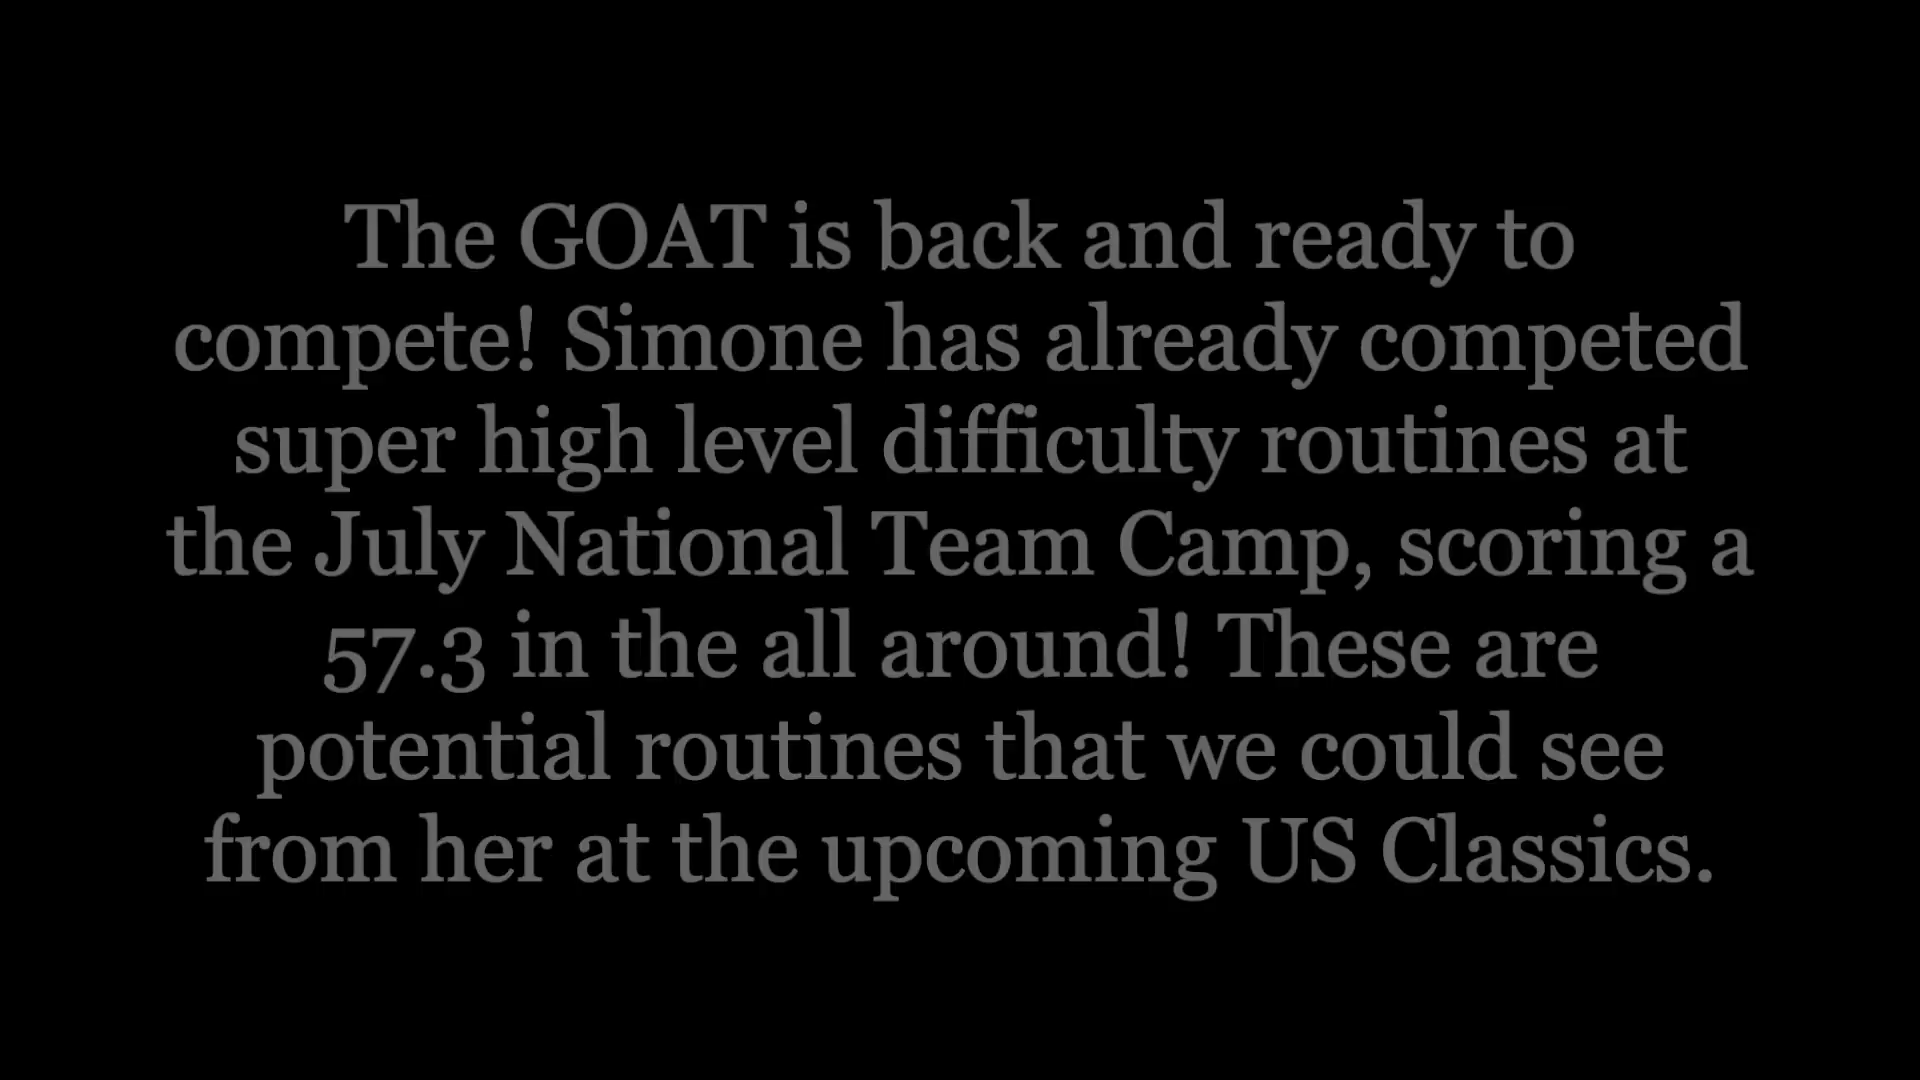 The GOAT is back and ready to
compete! Simone has already competed
super high level difficulty routines at
the July National Team Camp, scoring a
57.3 in the all around! These are
potential routines that we could see
from her at the upcoming US Classics.